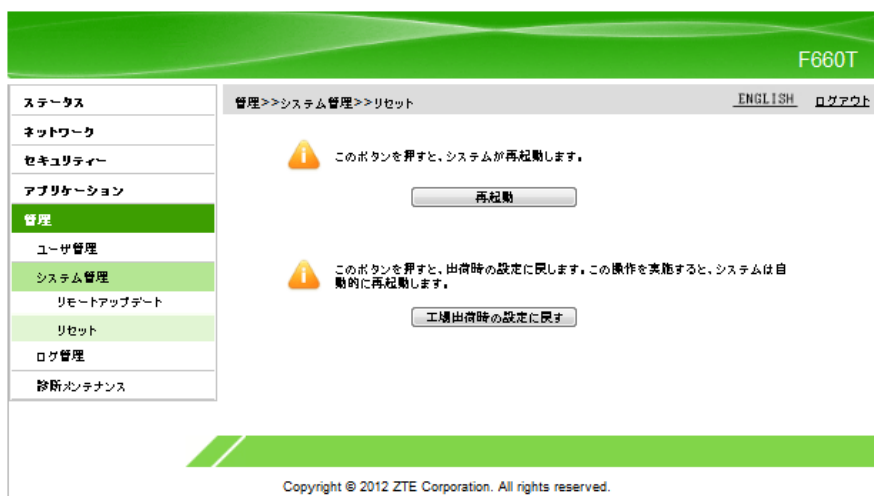 F660T
管理>>システム管理>>リセット
ENGLISH ログアウト
ステータス
ネットワーク
セキュリティー
アプリケーション
管理
ユーザ管理
システム管理
リモートアップデート
リセット
ログ管理
診断メンテナンス
このボタンを押すと、システムが再起動します。
再起動
このボタンを押すと、出荷時の設定に戻します。この操作を実施すると、システムは自
動的に再起動します。
工場出荷時の設定に戻す
Copyright © 2012 ZTE Corporation. All rights reserved.